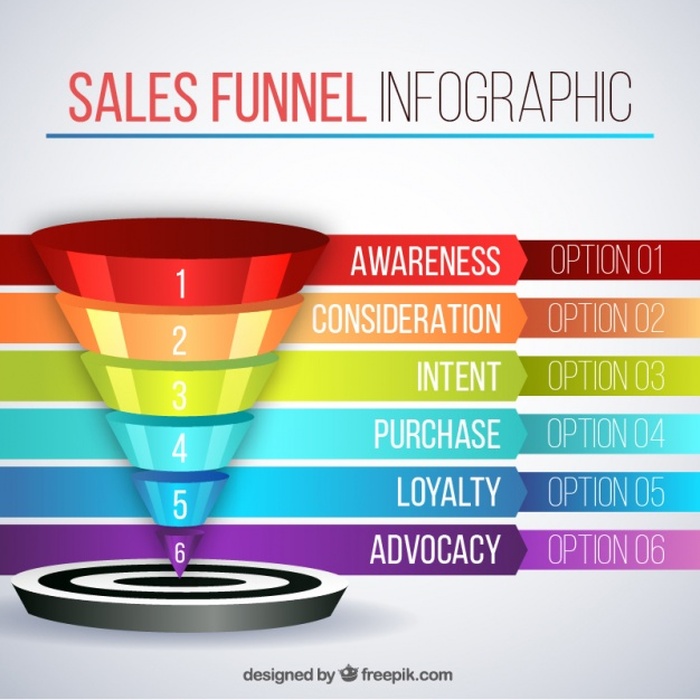 SALES FUNNEL INFOGRAPHIC
1 AWARENESS OPTION 01
2 CONSIDERATION OPTION 02
3 INTENT OPTION 03
4 PURCHASE OPTION 04
5 LOYALTY OPTION 05
6 ADVOCACY OPTION 06
designed by freepik.com